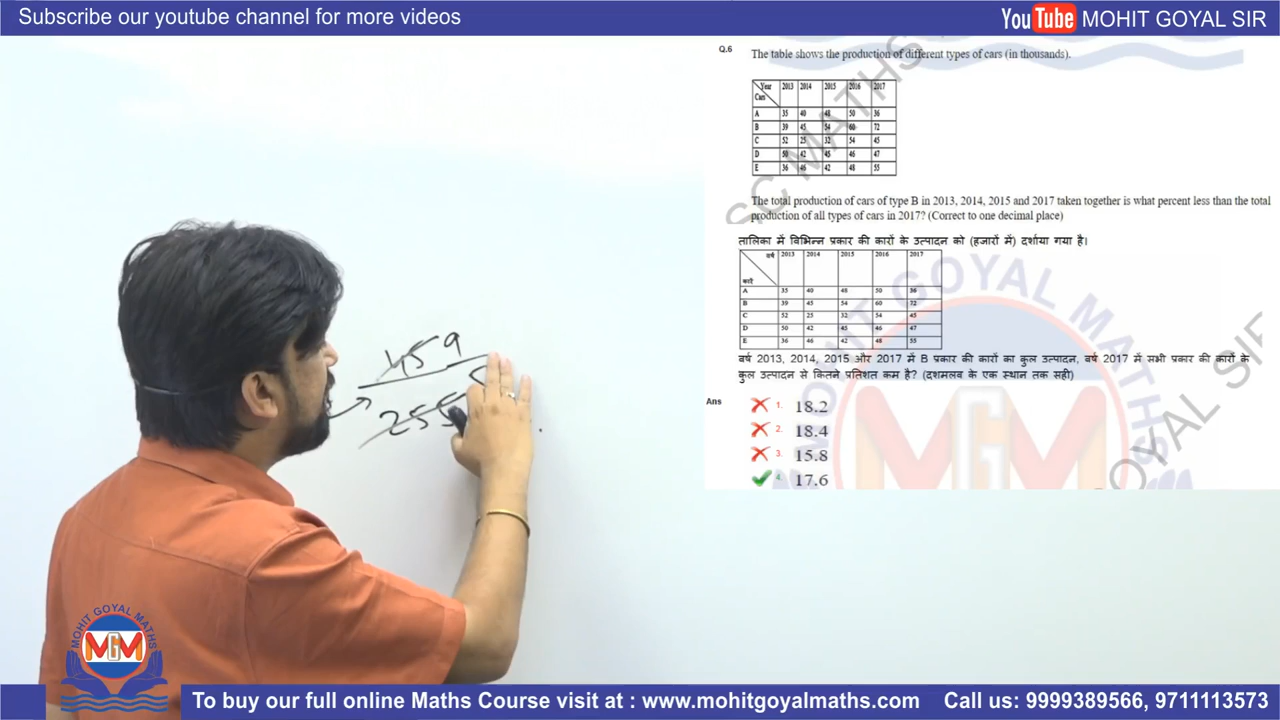 Subscribe our youtube channel for more videos
YouTube MOHIT GOYAL SIR
Q.6 The table shows the production of different types of cars (in thousands).
Year Cars 2013 2014 2015 2016 2017
A 35 40 48 50 36
B 39 45 54 60 72
C 52 25 32 54 45
D 50 42 45 46 47
E 36 46 42 48 55
The total production of cars of type B in 2013, 2014, 2015 and 2017 taken together is what percent less than the total
production of all types of cars in 2017? (Correct to one decimal place)
तालिका में विभिन्न प्रकार की कारों के उत्पादन को (हजारों में) दर्शाया गया है।
वर्ष कारें 2013 2014 2015 2016 2017
A 35 40 48 50 36
B 39 45 54 60 72
C 52 25 32 54 45
D 50 42 45 46 47
E 36 46 42 48 55
वर्ष 2013, 2014, 2015 और 2017 में B प्रकार की कारों का कुल उत्पादन, वर्ष 2017 में सभी प्रकार की कारों के
कुल उत्पादन से कितने प्रतिशत कम है? (दशमलव के एक स्थान तक सही)
Ans 1. 18.2
2. 18.4
3. 15.8
4. 17.6
459
255
MOHIT GOYAL MATHS
MGM
To buy our full online Maths Course visit at : www.mohitgoyalmaths.com Call us: 9999389566, 9711113573